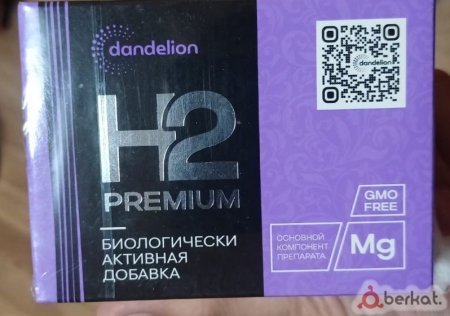 dandelion
H2
PREMIUM
БИОЛОГИЧЕСКИ
АКТИВНАЯ
ДОБАВКА
dandelion
GMO
FREE
ОСНОВНОЙ
КОМПОНЕНТ
ПРЕПАРАТА
Mg
berkat.